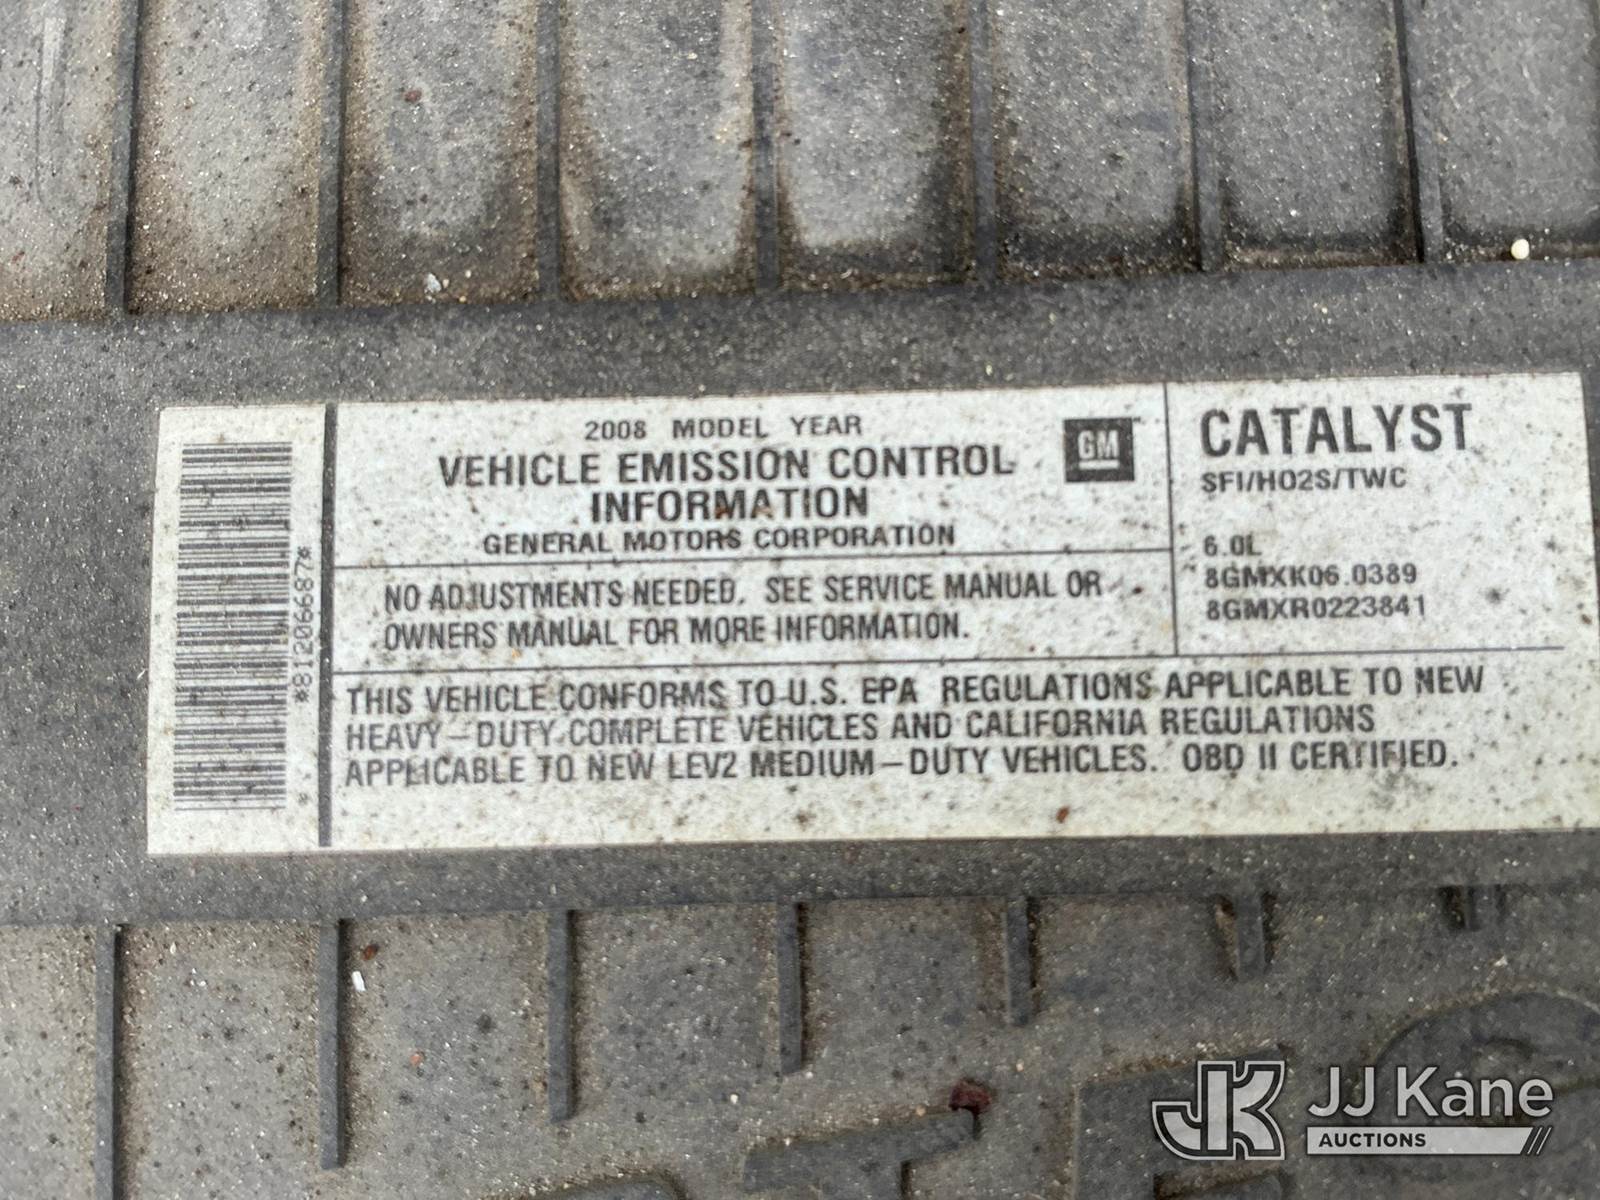 2008 MODEL YEAR
VEHICLE EMISSION CONTROL
INFORMATION
GENERAL MOTORS CORPORATION
GM
CATALYST
SFI/HO2S/TWC
6.0L
8GMXK06.0389
8GMXR0223841
NO ADJUSTMENTS NEEDED. SEE SERVICE MANUAL OR
OWNERS MANUAL FOR MORE INFORMATION.
THIS VEHICLE CONFORMS TO U.S. EPA REGULATIONS APPLICABLE TO NEW
HEAVY-DUTY COMPLETE VEHICLES AND CALIFORNIA REGULATIONS
APPLICABLE TO NEW LEV2 MEDIUM-DUTY VEHICLES. OBD II CERTIFIED.
*812066687*
JK JJ Kane
AUCTIONS